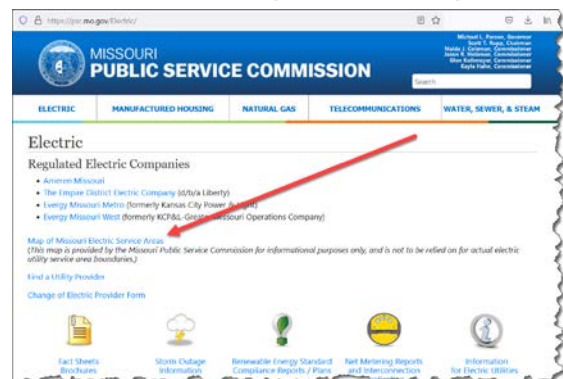 https://psc.mo.gov/Electric/
Michael L. Parson, Governor
Scott T. Rupp, Chairman
Maida J. Coleman, Commissioner
Jason R. Holsman, Commissioner
Glen Kolkmeyer, Commissioner
Kayla Hahn, Commissioner
MISSOURI
PUBLIC SERVICE COMMISSION
Search
ELECTRIC MANUFACTURED HOUSING NATURAL GAS TELECOMMUNICATIONS WATER, SEWER, & STEAM
Electric
Regulated Electric Companies
Ameren Missouri
The Empire District Electric Company (d/b/a Liberty)
Evergy Missouri Metro (formerly Kansas City Power & Light)
Evergy Missouri West (formerly KCP&L-Greater Missouri Operations Company)
Map of Missouri Electric Service Areas
(This map is provided by the Missouri Public Service Commission for informational purposes only, and is not to be relied on for actual electric
utility service area boundaries.)
Find a Utility Provider
Change of Electric Provider Form
Fact Sheets Storm Outage Renewable Energy Standard Net Metering Reports Information
Brochures Information Compliance Reports / Plans and Interconnection for Electric Utilities